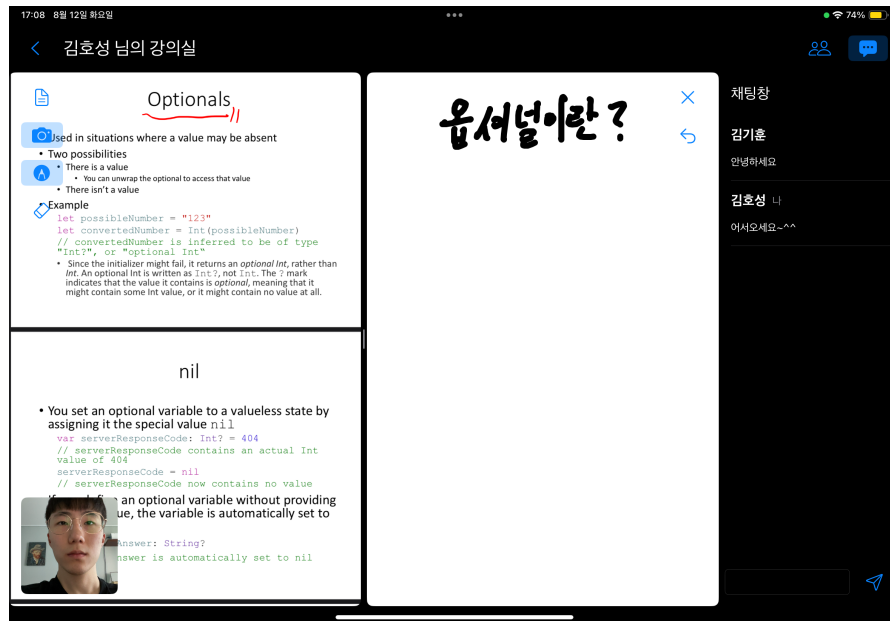 17:08 8월 12일 화요일
74%
김호성 님의 강의실
Optionals
Used in situations where a value may be absent
• Two possibilities
• There is a value
• You can unwrap the optional to access that value
• There isn't a value
• Example
let possibleNumber = "123"
let convertedNumber = Int(possibleNumber)
// convertedNumber is inferred to be of type
"Int?", or "optional Int"
• Since the initializer might fail, it returns an optional Int, rather than
Int. An optional Int is written as Int?, not Int. The ? mark
indicates that the value it contains is optional, meaning that it
might contain some Int value, or it might contain no value at all.
nil
• You set an optional variable to a valueless state by
assigning it the special value nil
var serverResponseCode: Int? = 404
// serverResponseCode contains an actual Int
value of 404
serverResponseCode = nil
// serverResponseCode now contains no value
an optional variable without providing
the variable is automatically set to
Answer: String?
is automatically set to nil
옵셔널이란?
채팅창
김기훈
안녕하세요
김호성 나
어서오세요~^^